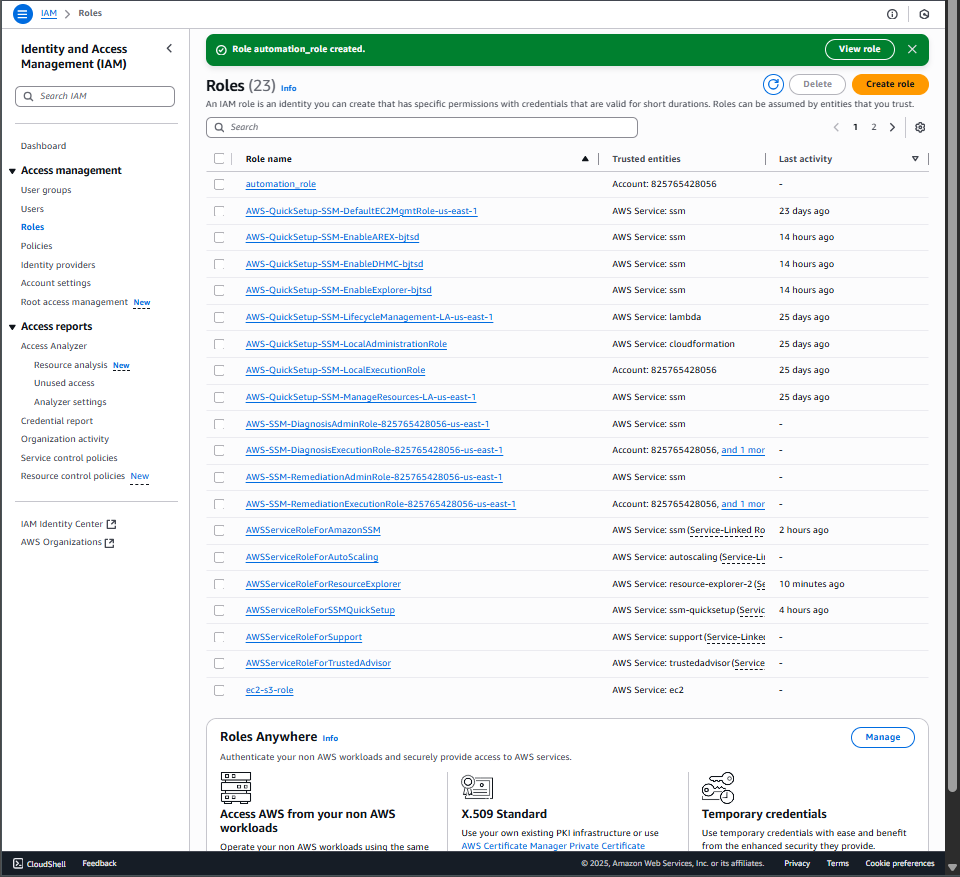 IAM > Roles
Identity and Access Management (IAM)
Search IAM
Dashboard
Access management
User groups
Users
Roles
Policies
Identity providers
Account settings
Root access management New
Access reports
Access Analyzer
Resource analysis New
Unused access
Analyzer settings
Credential report
Organization activity
Service control policies
Resource control policies New
IAM Identity Center
AWS Organizations
Role automation_role created.
View role
Roles (23) Info
Delete
Create role
An IAM role is an identity you can create that has specific permissions with credentials that are valid for short durations. Roles can be assumed by entities that you trust.
Search
1 2
Role name Trusted entities Last activity
automation_role Account: 825765428056 -
AWS-QuickSetup-SSM-DefaultEC2MgmtRole-us-east-1 AWS Service: ssm 23 days ago
AWS-QuickSetup-SSM-EnableAREX-bjtsd AWS Service: ssm 14 hours ago
AWS-QuickSetup-SSM-EnableDHMC-bjtsd AWS Service: ssm 14 hours ago
AWS-QuickSetup-SSM-EnableExplorer-bjtsd AWS Service: ssm 14 hours ago
AWS-QuickSetup-SSM-LifecycleManagement-LA-us-east-1 AWS Service: lambda 25 days ago
AWS-QuickSetup-SSM-LocalAdministrationRole AWS Service: cloudformation 25 days ago
AWS-QuickSetup-SSM-LocalExecutionRole Account: 825765428056 25 days ago
AWS-QuickSetup-SSM-ManageResources-LA-us-east-1 AWS Service: ssm 25 days ago
AWS-SSM-DiagnosisAdminRole-825765428056-us-east-1 AWS Service: ssm -
AWS-SSM-DiagnosisExecutionRole-825765428056-us-east-1 Account: 825765428056, and 1 mor -
AWS-SSM-RemediationAdminRole-825765428056-us-east-1 AWS Service: ssm -
AWS-SSM-RemediationExecutionRole-825765428056-us-east-1 Account: 825765428056, and 1 mor -
AWSServiceRoleForAmazonSSM AWS Service: ssm (Service-Linked Ro 2 hours ago
AWSServiceRoleForAutoScaling AWS Service: autoscaling (Service-Li -
AWSServiceRoleForResourceExplorer AWS Service: resource-explorer-2 (Se 10 minutes ago
AWSServiceRoleForSSMQuickSetup AWS Service: ssm-quicksetup (Servic 4 hours ago
AWSServiceRoleForSupport AWS Service: support (Service-Linked -
AWSServiceRoleForTrustedAdvisor AWS Service: trustedadvisor (Service -
ec2-s3-role AWS Service: ec2 -
Roles Anywhere Info
Manage
Authenticate your non AWS workloads and securely provide access to AWS services.
Access AWS from your non AWS workloads
Operate your non AWS workloads using the same
X.509 Standard
Use your own existing PKI infrastructure or use
AWS Certificate Manager Private Certificate
Temporary credentials
Use temporary credentials with ease and benefit
from the enhanced security they provide.
CloudShell Feedback © 2025, Amazon Web Services, Inc. or its affiliates. Privacy Terms Cookie preferences